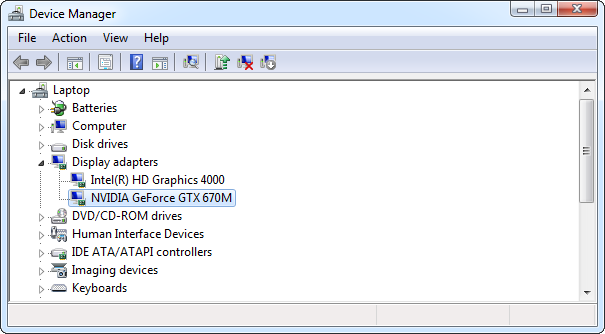 Device Manager
File Action View Help
Laptop
Batteries
Computer
Disk drives
Display adapters
Intel(R) HD Graphics 4000
NVIDIA GeForce GTX 670M
DVD/CD-ROM drives
Human Interface Devices
IDE ATA/ATAPI controllers
Imaging devices
Keyboards